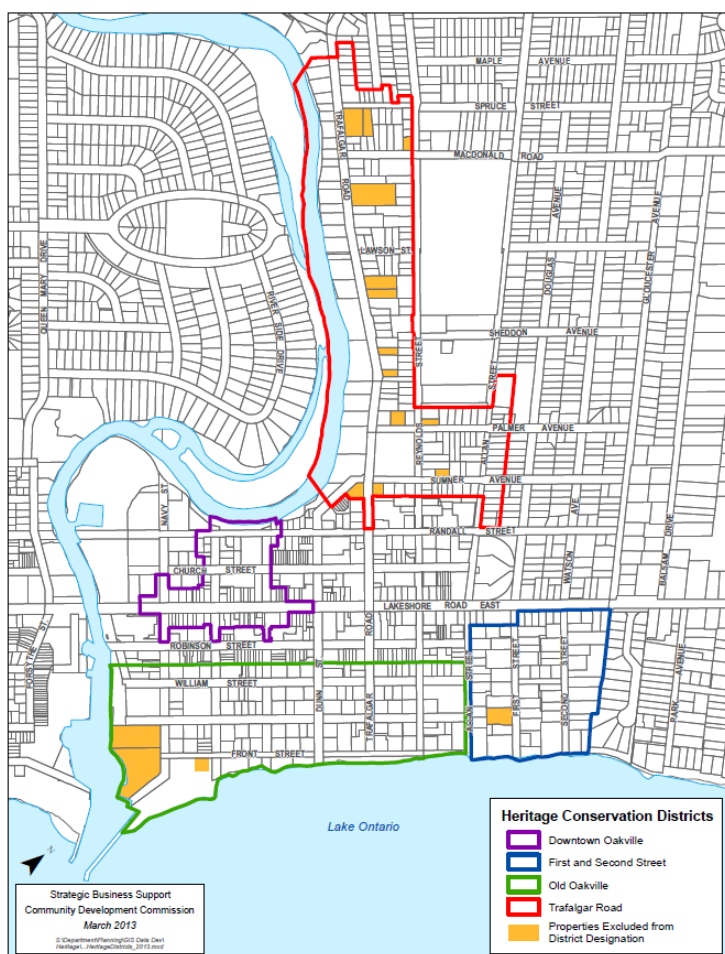 MAPLE AVENUE
SPRUCE STREET
TRAFALGAR ROAD
MACDONALD ROAD
AVENUE
AVENUE
LAWSON ST
DOUGLAS
GLOUCESTER
QUEEN MARY DRIVE
RIVER SIDE DRIVE
SHEDDON AVENUE
STREET
STREET
REYNOLDS
ALLAN
PALMER AVENUE
SUMNER AVENUE
NAVY ST.
RANDALL STREET
AVE
WATSON
BALSAM DRIVE
CHURCH STREET
LAKESHORE ROAD EAST
FORSYTHE ST.
ROBINSON STREET
DUNN ST
TRAFALGAR ROAD
WILLIAM STREET
ALLAN STREET
FIRST STREET
SECOND STREET
PARK AVENUE
FRONT STREET
Lake Ontario
N
Heritage Conservation Districts
Downtown Oakville
First and Second Street
Old Oakville
Trafalgar Road
Properties Excluded from
District Designation
Strategic Business Support
Community Development Commission
March 2013